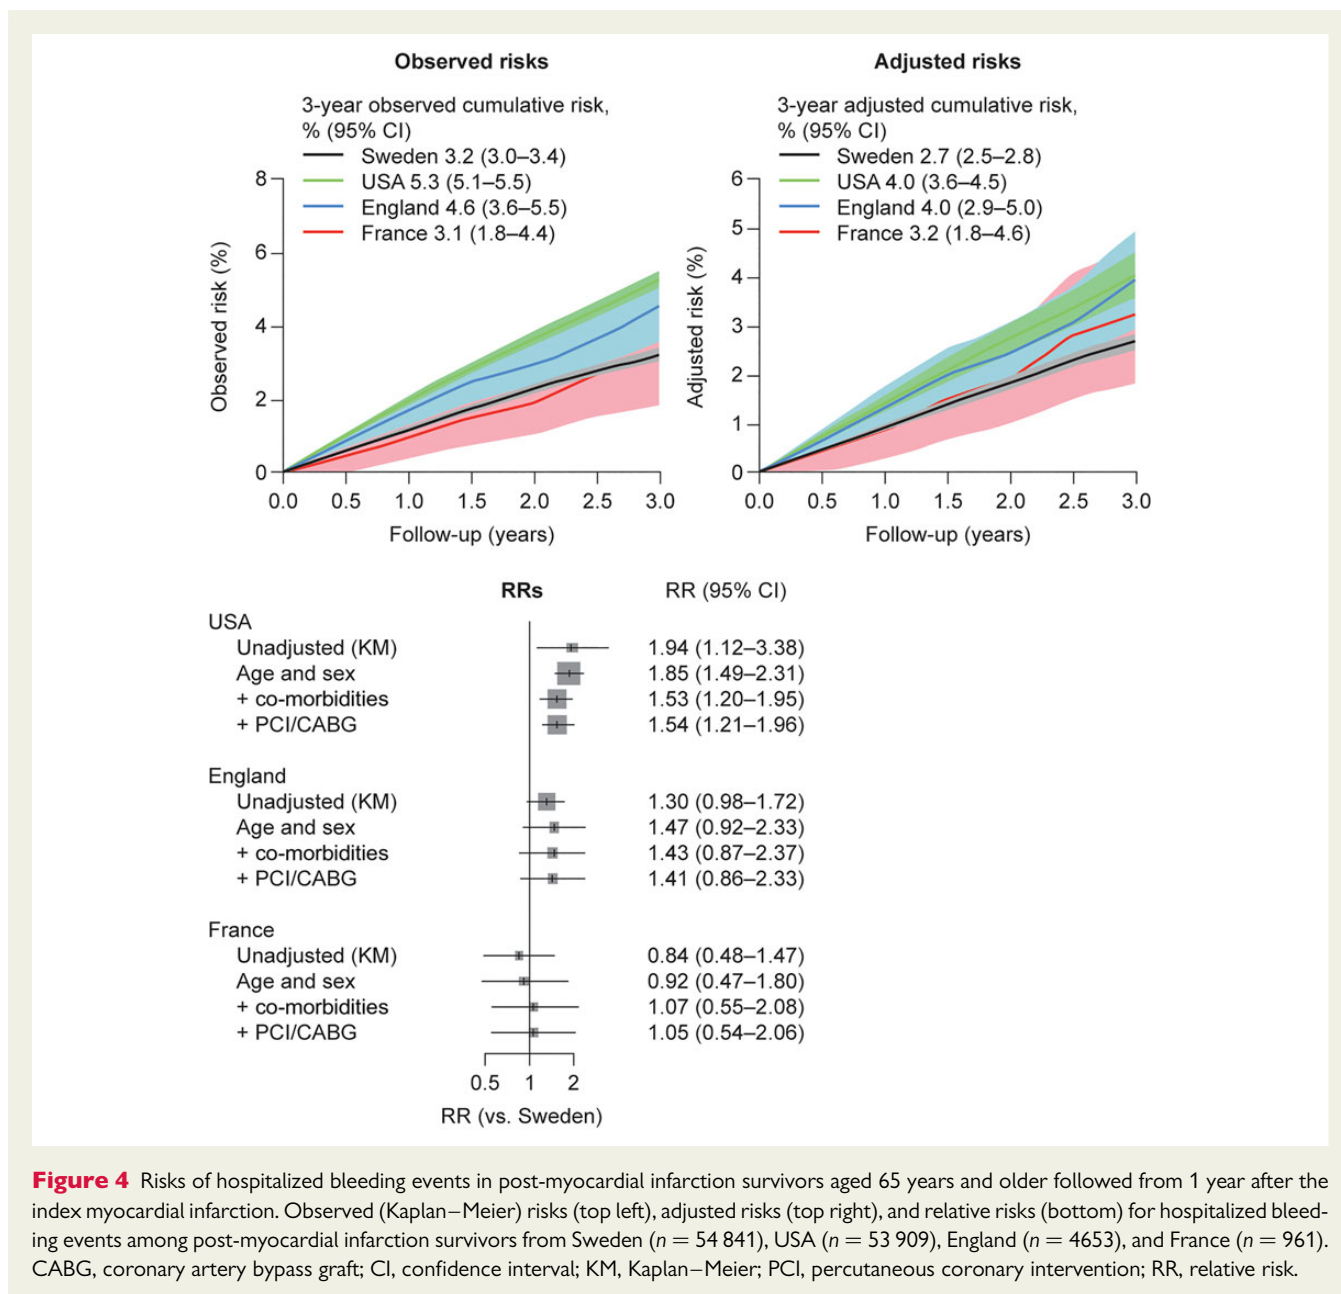 Observed risks
3-year observed cumulative risk,
% (95% CI)
Sweden 3.2 (3.0–3.4)
USA 5.3 (5.1–5.5)
England 4.6 (3.6–5.5)
France 3.1 (1.8–4.4)
8
6
4
2
0
Observed risk (%)
0.0 0.5 1.0 1.5 2.0 2.5 3.0
Follow-up (years)
Adjusted risks
3-year adjusted cumulative risk,
% (95% CI)
Sweden 2.7 (2.5–2.8)
USA 4.0 (3.6–4.5)
England 4.0 (2.9–5.0)
France 3.2 (1.8–4.6)
6
5
4
3
2
1
0
Adjusted risk (%)
0.0 0.5 1.0 1.5 2.0 2.5 3.0
Follow-up (years)
RRs RR (95% CI)
USA
Unadjusted (KM) 1.94 (1.12–3.38)
Age and sex 1.85 (1.49–2.31)
+ co-morbidities 1.53 (1.20–1.95)
+ PCI/CABG 1.54 (1.21–1.96)
England
Unadjusted (KM) 1.30 (0.98–1.72)
Age and sex 1.47 (0.92–2.33)
+ co-morbidities 1.43 (0.87–2.37)
+ PCI/CABG 1.41 (0.86–2.33)
France
Unadjusted (KM) 0.84 (0.48–1.47)
Age and sex 0.92 (0.47–1.80)
+ co-morbidities 1.07 (0.55–2.08)
+ PCI/CABG 1.05 (0.54–2.06)
0.5 1 2
RR (vs. Sweden)
Figure 4 Risks of hospitalized bleeding events in post-myocardial infarction survivors aged 65 years and older followed from 1 year after the
index myocardial infarction. Observed (Kaplan–Meier) risks (top left), adjusted risks (top right), and relative risks (bottom) for hospitalized bleed-
ing events among post-myocardial infarction survivors from Sweden (n = 54 841), USA (n = 53 909), England (n = 4653), and France (n = 961).
CABG, coronary artery bypass graft; CI, confidence interval; KM, Kaplan–Meier; PCI, percutaneous coronary intervention; RR, relative risk.